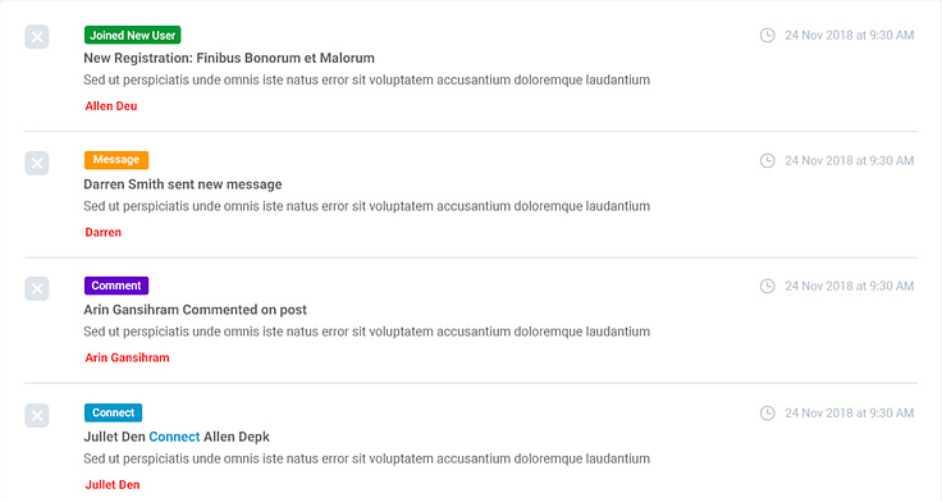 Joined New User
24 Nov 2018 at 9:30 AM
New Registration: Finibus Bonorum et Malorum
Sed ut perspiciatis unde omnis iste natus error sit voluptatem accusantium doloremque laudantium
Allen Deu
Message
24 Nov 2018 at 9:30 AM
Darren Smith sent new message
Sed ut perspiciatis unde omnis iste natus error sit voluptatem accusantium doloremque laudantium
Darren
Comment
24 Nov 2018 at 9:30 AM
Arin Gansihram Commented on post
Sed ut perspiciatis unde omnis iste natus error sit voluptatem accusantium doloremque laudantium
Arin Gansihram
Connect
24 Nov 2018 at 9:30 AM
Jullet Den Connect Allen Depk
Sed ut perspiciatis unde omnis iste natus error sit voluptatem accusantium doloremque laudantium
Jullet Den